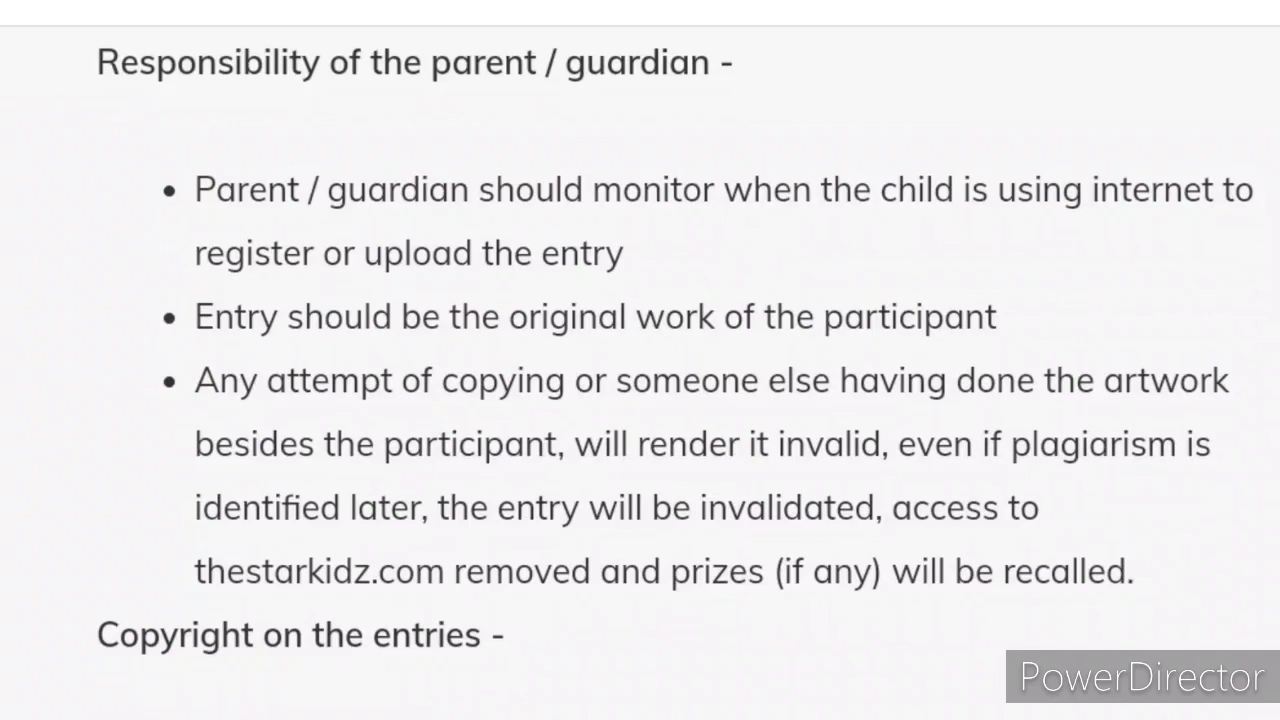 Responsibility of the parent / guardian -
• Parent / guardian should monitor when the child is using internet to
register or upload the entry
• Entry should be the original work of the participant
• Any attempt of copying or someone else having done the artwork
besides the participant, will render it invalid, even if plagiarism is
identified later, the entry will be invalidated, access to
thestarkidz.com removed and prizes (if any) will be recalled.
Copyright on the entries -
PowerDirector